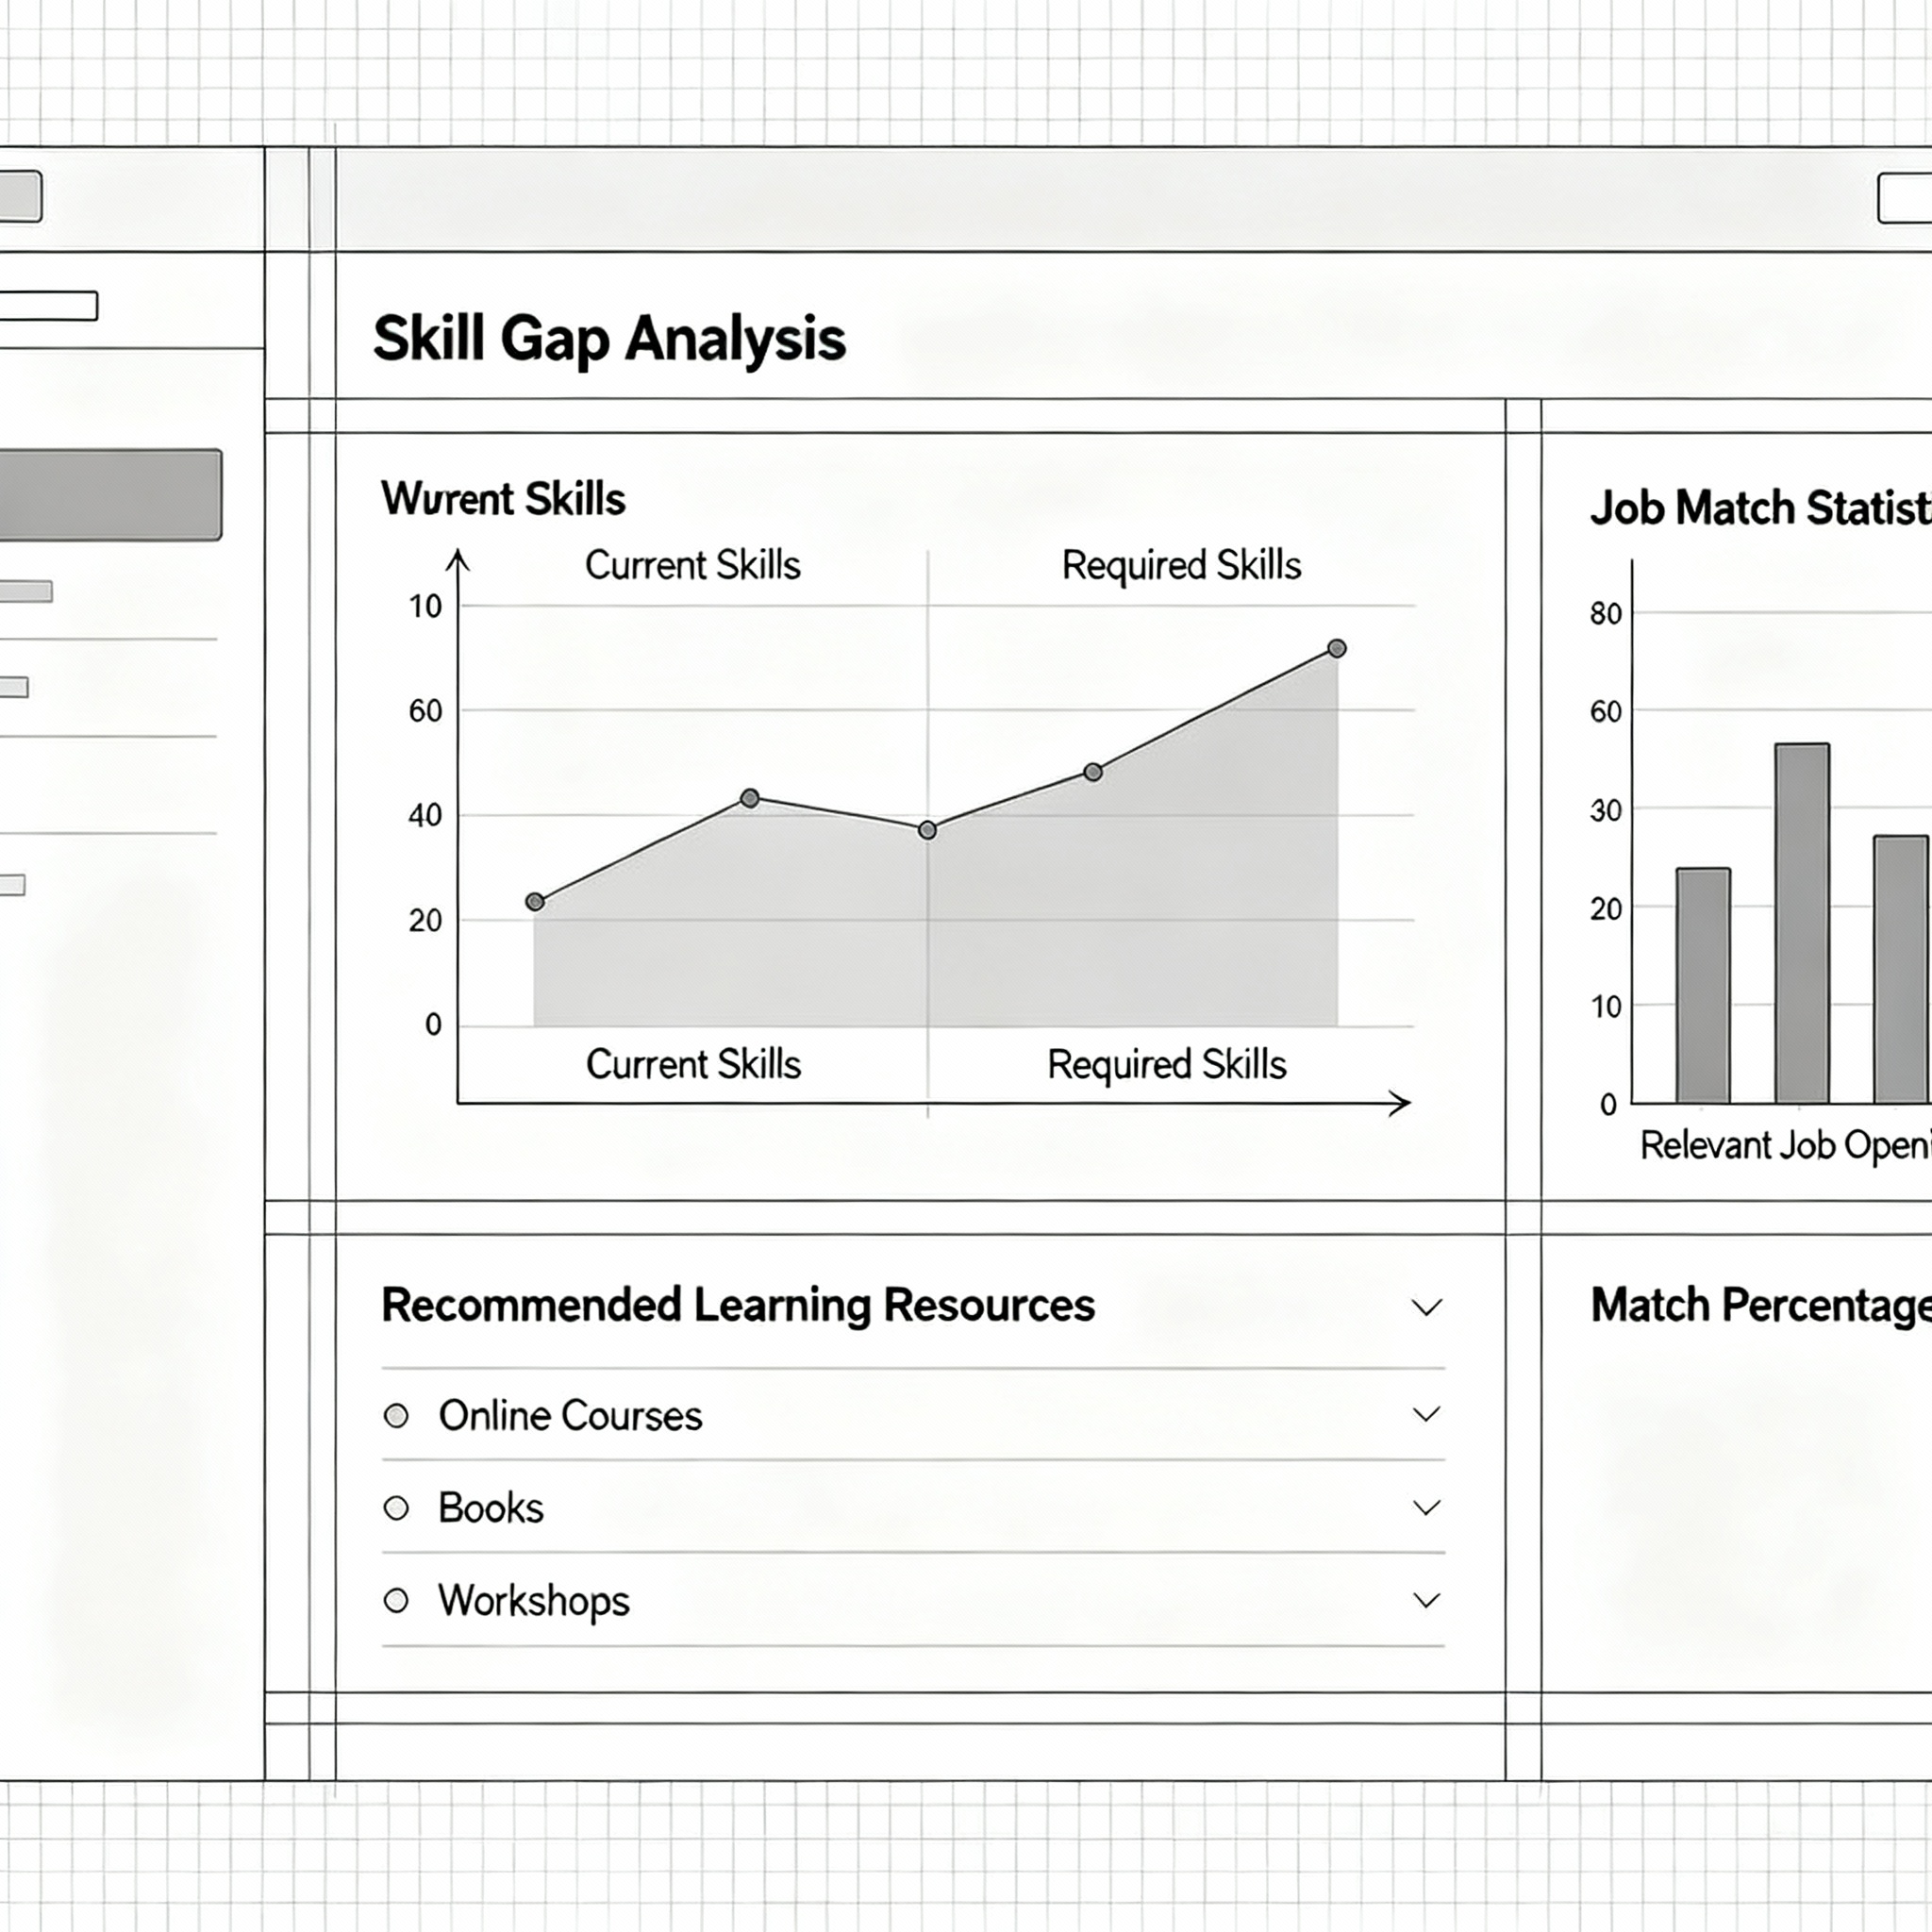 Skill Gap Analysis
Wurrent Skills
Current Skills Required Skills
10
60
40
20
0
Current Skills Required Skills
Job Match Statist
80
60
30
20
10
0
Relevant Job Openi
Recommended Learning Resources
Online Courses
Books
Workshops
Match Percentage